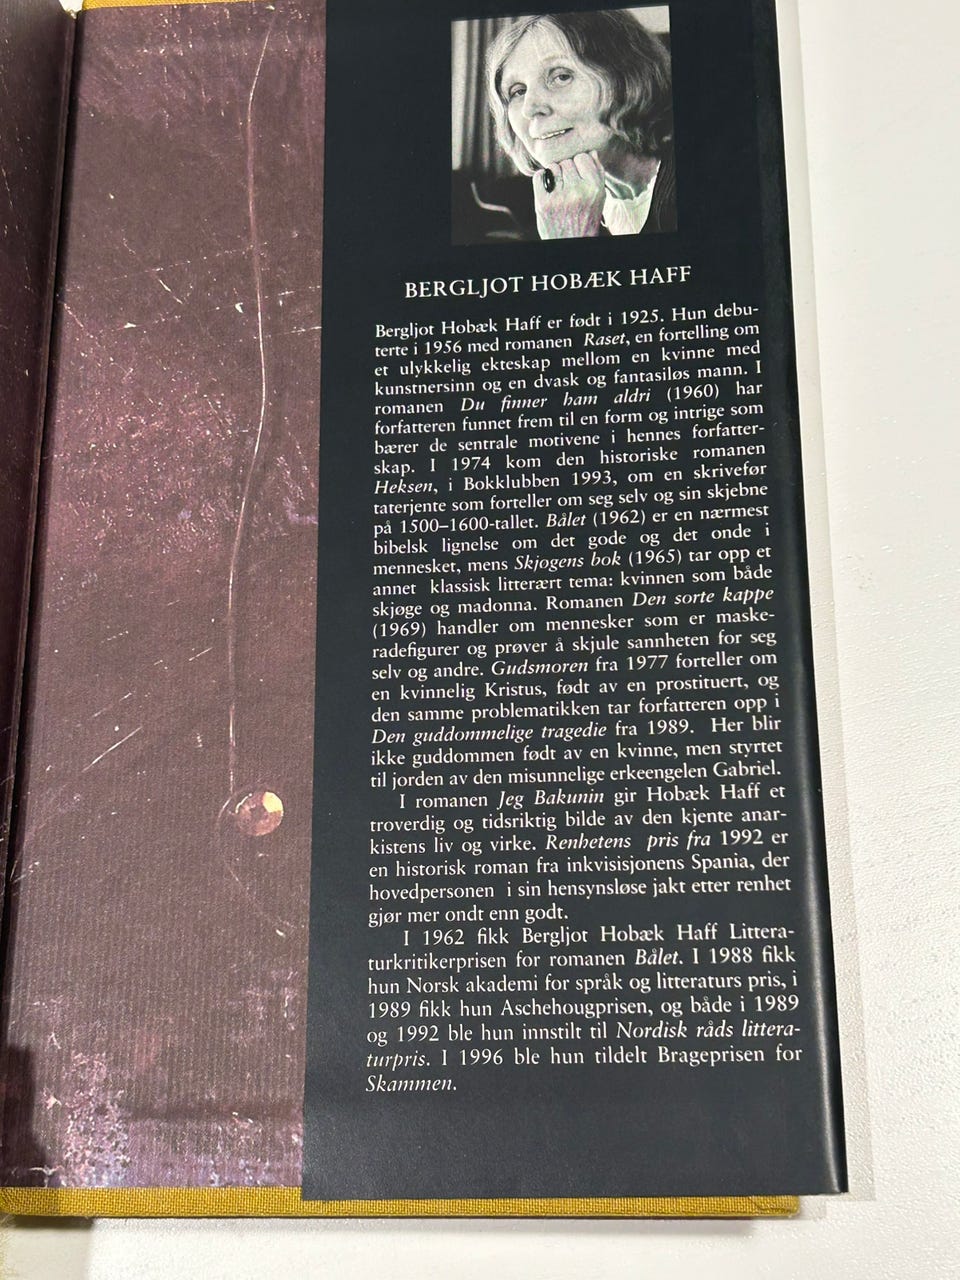 BERGLJOT HOBÆK HAFF
Bergljot Hobæk Haff er født i 1925. Hun debu-
terte i 1956 med romanen Raset, en fortelling om
et ulykkelig ekteskap mellom en kvinne med
kunstnersinn og en dvask og fantasiløs mann. I
romanen Du finner ham aldri (1960) har
forfatteren funnet frem til en form og intrige som
bærer de sentrale motivene i hennes forfatter-
skap. I 1974 kom den historiske romanen
Heksen, i Bokklubben 1993, om en skrivefør
taterjente som forteller om seg selv og sin skjebne
på 1500–1600-tallet. Bålet (1962) er en nærmest
bibelsk lignelse om det gode og det onde i
mennesket, mens Skjøgens bok (1965) tar opp et
annet klassisk litterært tema: kvinnen som både
skjøge og madonna. Romanen Den sorte kappe
(1969) handler om mennesker som er maske-
radefigurer og prøver å skjule sannheten for seg
selv og andre. Gudsmoren fra 1977 forteller om
en kvinnelig Kristus, født av en prostituert, og
den samme problematikken tar forfatteren opp i
Den guddommelige tragedie fra 1989. Her blir
ikke guddommen født av en kvinne, men styrtet
til jorden av den misunnelige erkeengelen Gabriel.
I romanen Jeg Bakunin gir Hobæk Haff et
troverdig og tidsriktig bilde av den kjente anar-
kistens liv og virke. Renhetens pris fra 1992 er
en historisk roman fra inkvisisjonens Spania, der
hovedpersonen i sin hensynsløse jakt etter renhet
gjør mer ondt enn godt.
I 1962 fikk Bergljot Hobæk Haff Littera-
turkritikerprisen for romanen Bålet. I 1988 fikk
hun Norsk akademi for språk og litteraturs pris, i
1989 fikk hun Aschehougprisen, og både i 1989
og 1992 ble hun innstilt til Nordisk råds littera-
turpris. I 1996 ble hun tildelt Brageprisen for
Skammen.